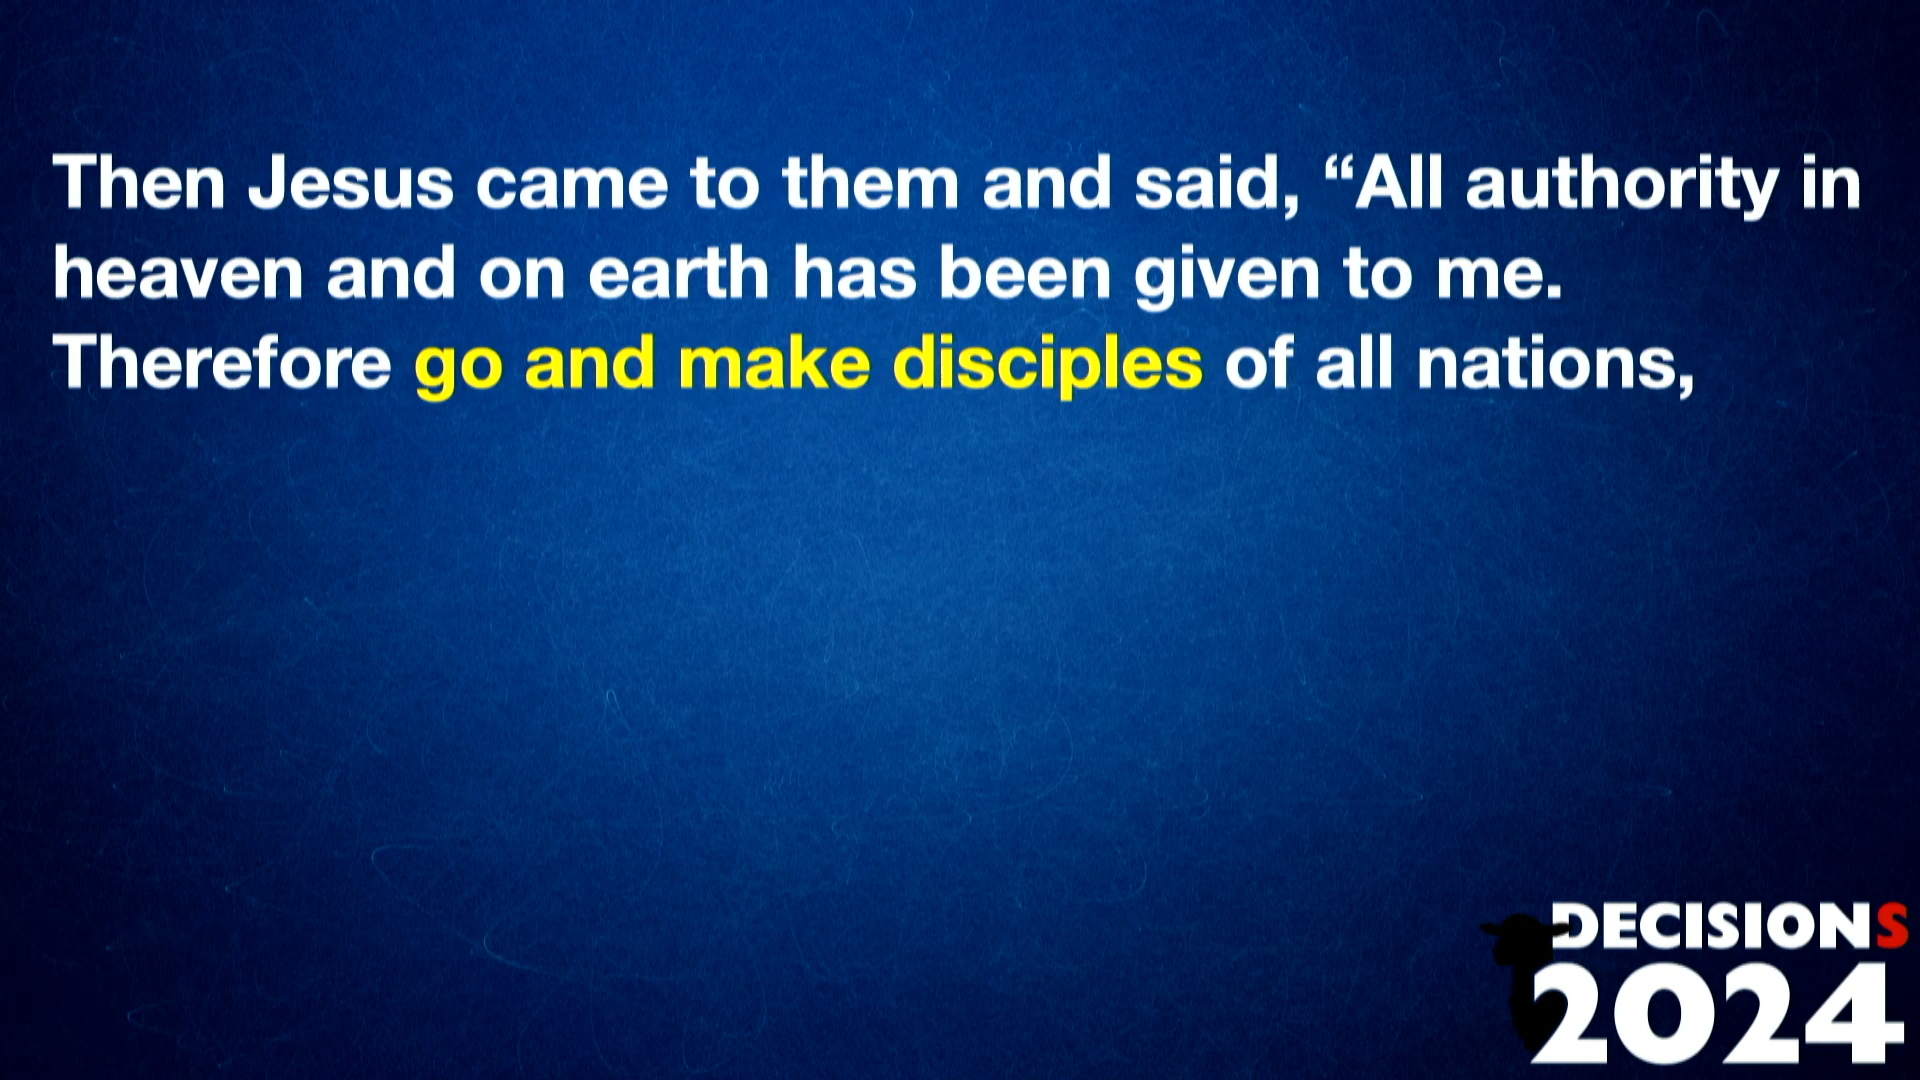 Then Jesus came to them and said, “All authority in
heaven and on earth has been given to me.
Therefore go and make disciples of all nations,
DECISIONS
2024